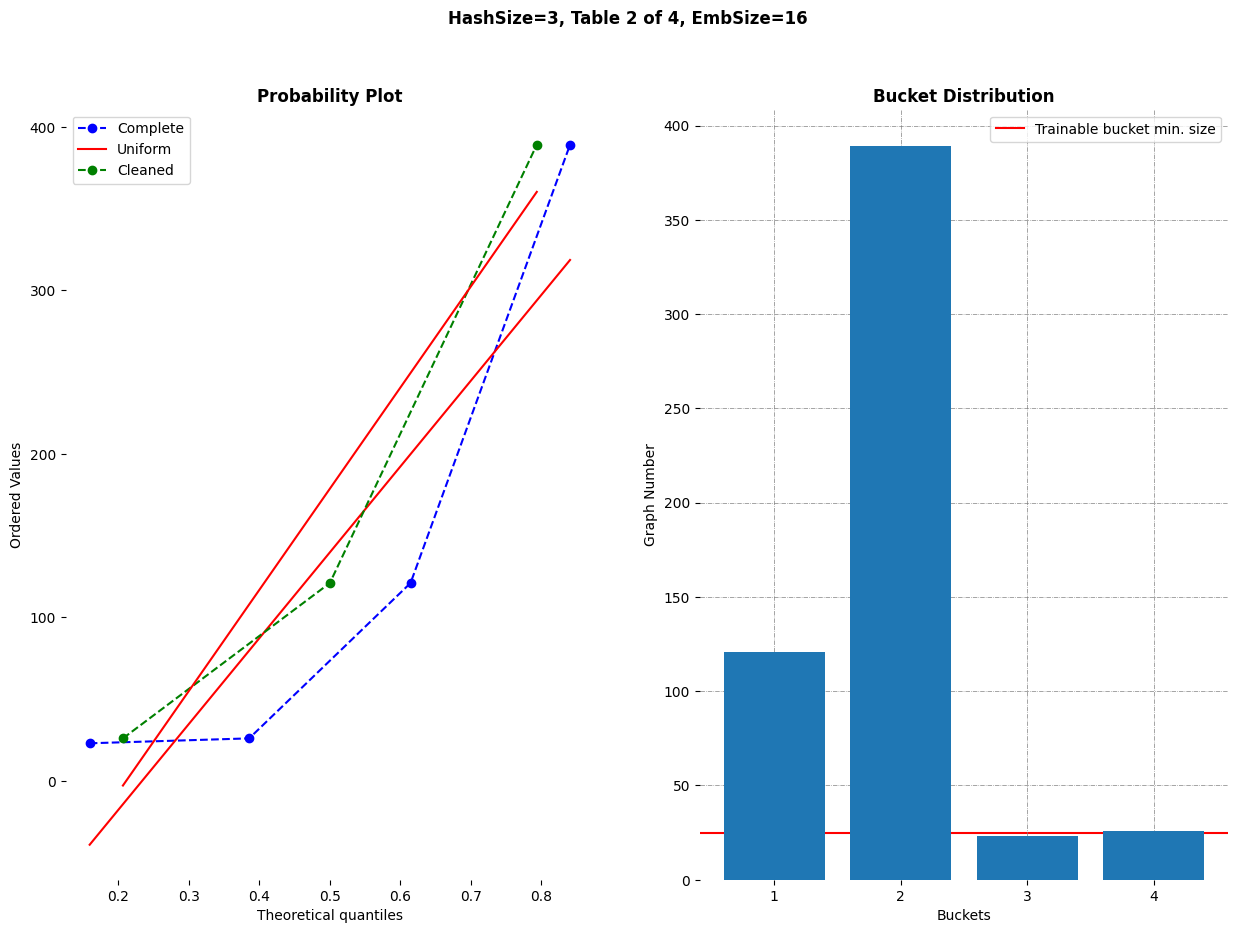 HashSize=3, Table 2 of 4, EmbSize=16
Probability Plot
Complete
Uniform
Cleaned
400
300
200
100
0
Ordered Values
0.2 0.3 0.4 0.5 0.6 0.7 0.8
Theoretical quantiles
Bucket Distribution
Trainable bucket min. size
400
350
300
250
200
150
100
50
0
Graph Number
1 2 3 4
Buckets